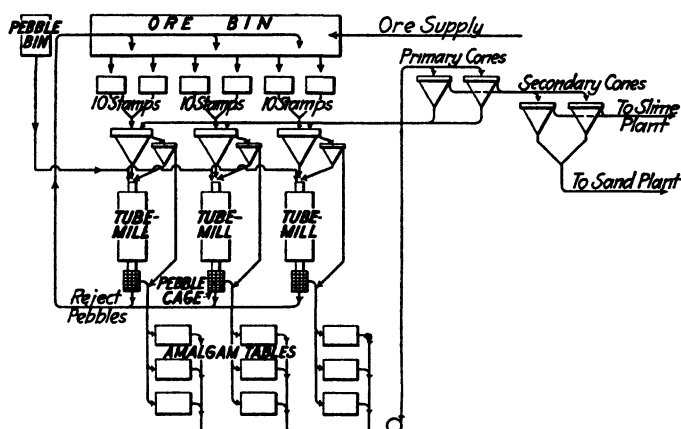 PEBBLE
BIN
ORE BIN
Ore Supply
Primary Cones
Secondary Cones
To Slime
Plant
To Sand Plant
10 Stamps
10 Stamps
10 Stamps
TUBE-
MILL
TUBE-
MILL
TUBE-
MILL
PEBBLE
CAGE
Reject
Pebbles
AMALGAM TABLES